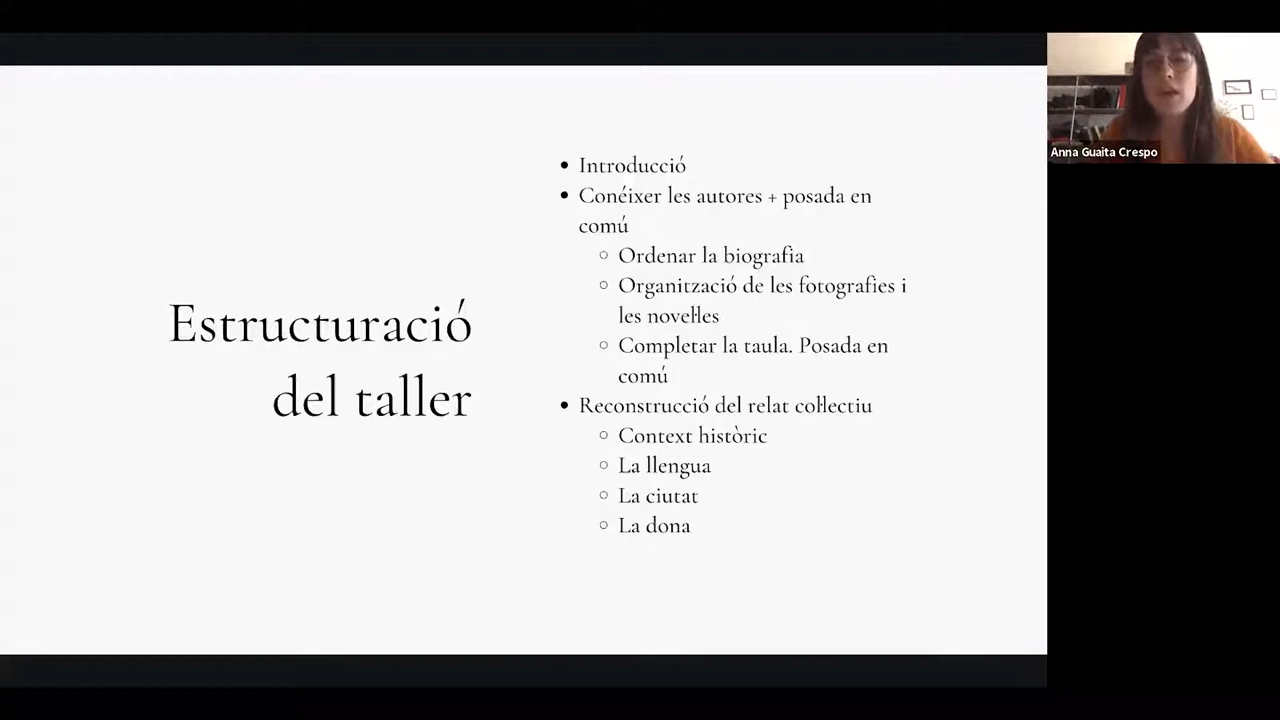 Estructuració
del taller
• Introducció
• Conéixer les autores + posada en
comú
○ Ordenar la biografia
○ Organització de les fotografies i
les novel·les
○ Completar la taula. Posada en
comú
• Reconstrucció del relat col·lectiu
○ Context històric
○ La llengua
○ La ciutat
○ La dona
Anna Guaita Crespo